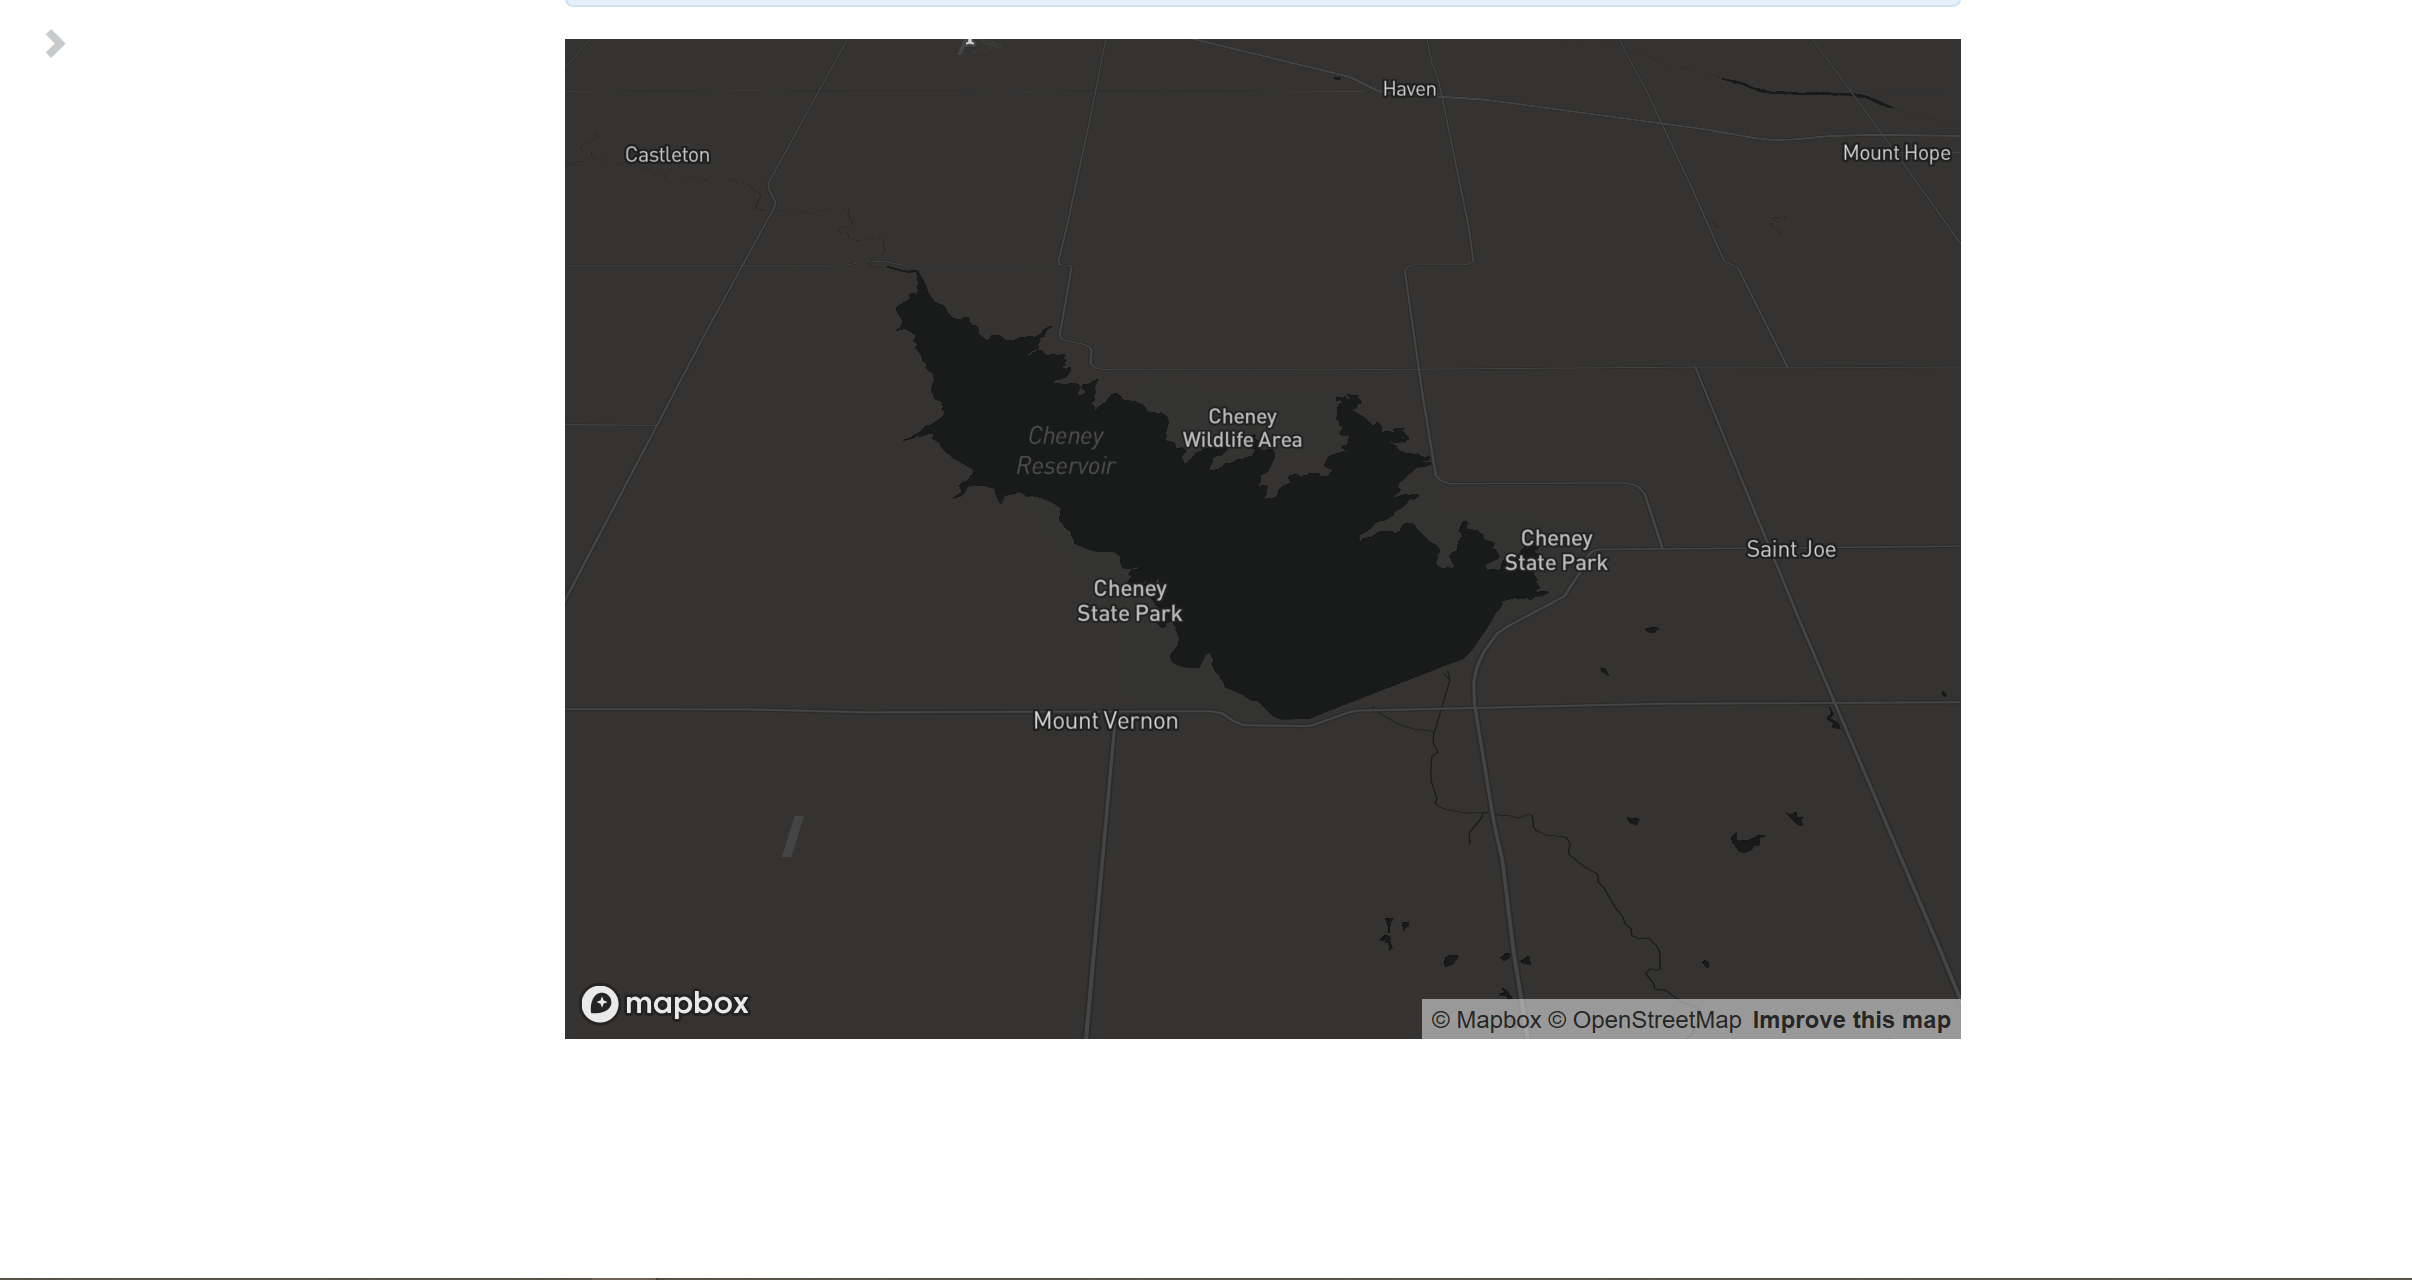 Haven
Castleton
Mount Hope
Cheney
Wildlife Area
Cheney
Reservoir
Cheney
State Park
Saint Joe
Cheney
State Park
Mount Vernon
mapbox
© Mapbox © OpenStreetMap Improve this map